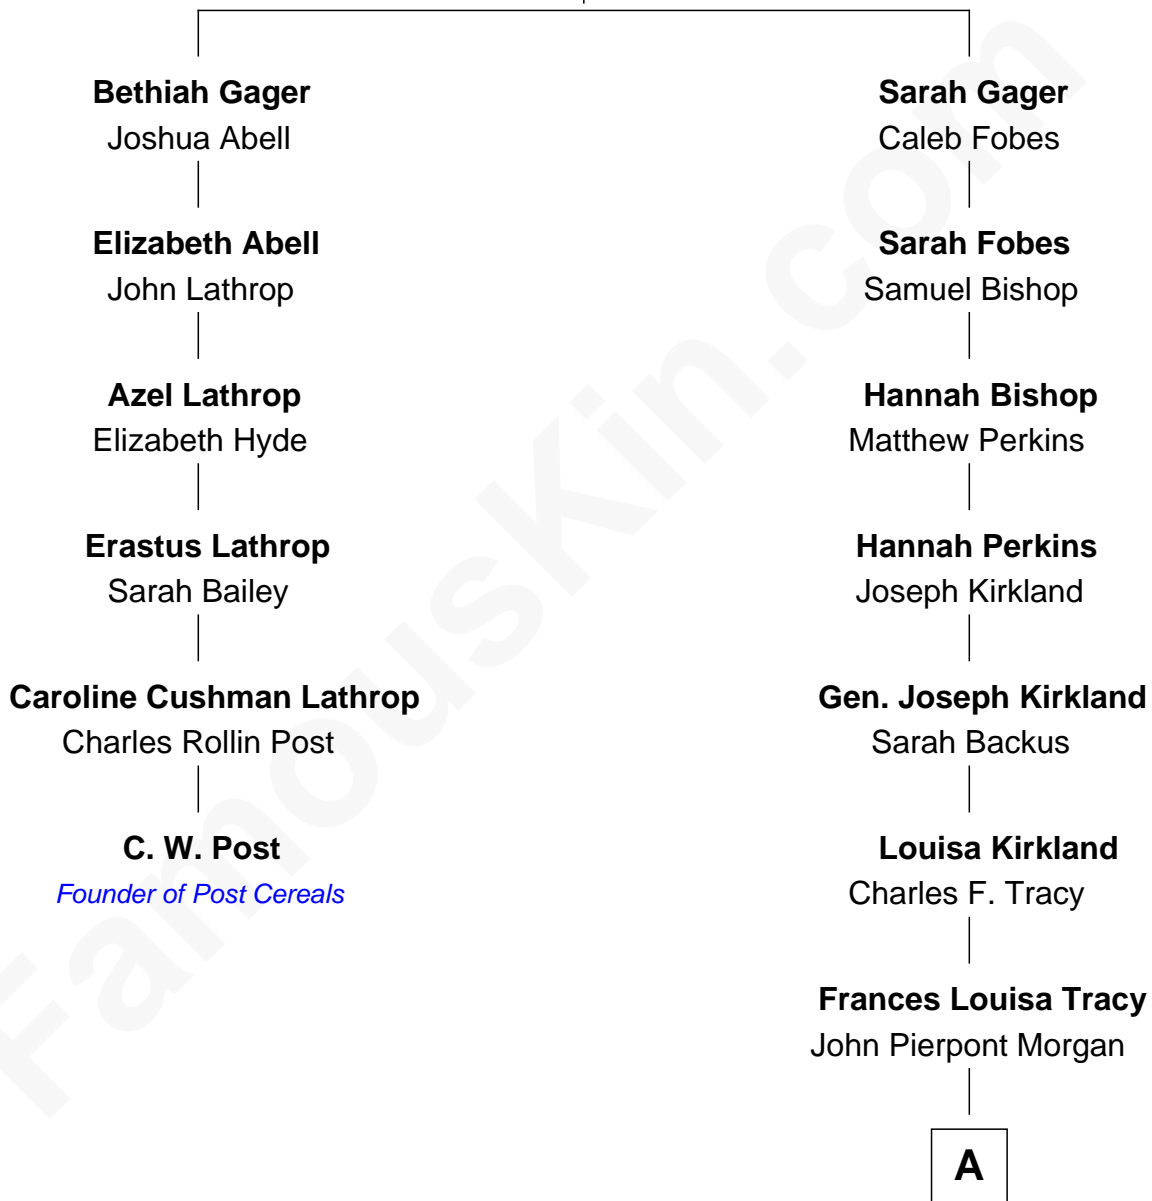 Bethiah Gager
Joshua Abell
Sarah Gager
Caleb Fobes
Elizabeth Abell
John Lathrop
Sarah Fobes
Samuel Bishop
Azel Lathrop
Elizabeth Hyde
Hannah Bishop
Matthew Perkins
Erastus Lathrop
Sarah Bailey
Hannah Perkins
Joseph Kirkland
Caroline Cushman Lathrop
Charles Rollin Post
Gen. Joseph Kirkland
Sarah Backus
C. W. Post
Founder of Post Cereals
Louisa Kirkland
Charles F. Tracy
Frances Louisa Tracy
John Pierpont Morgan
A
FamousKin.com